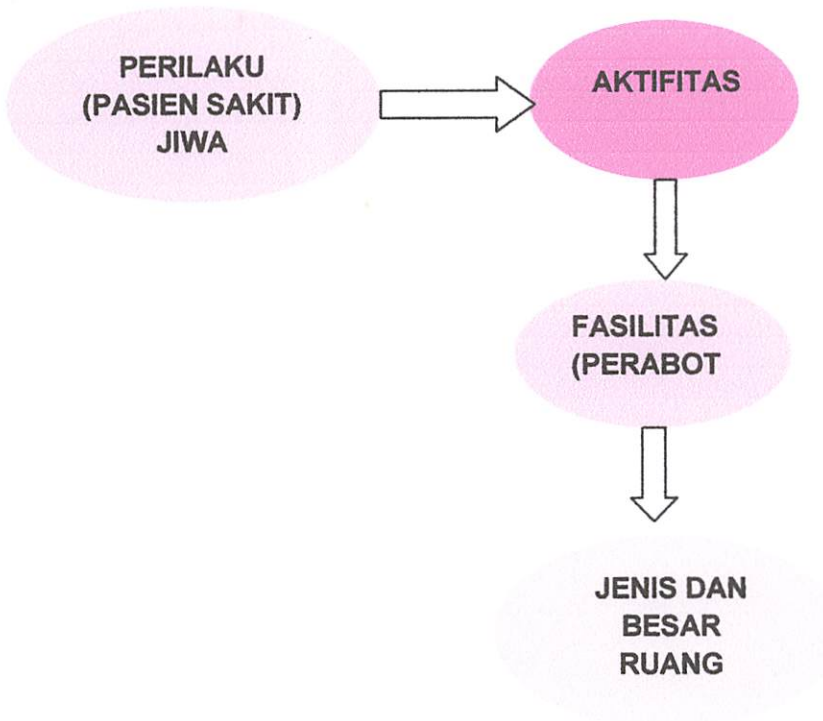 PERILAKU
(PASIEN SAKIT)
JIWA
AKTIFITAS
FASILITAS
(PERABOT
JENIS DAN
BESAR
RUANG